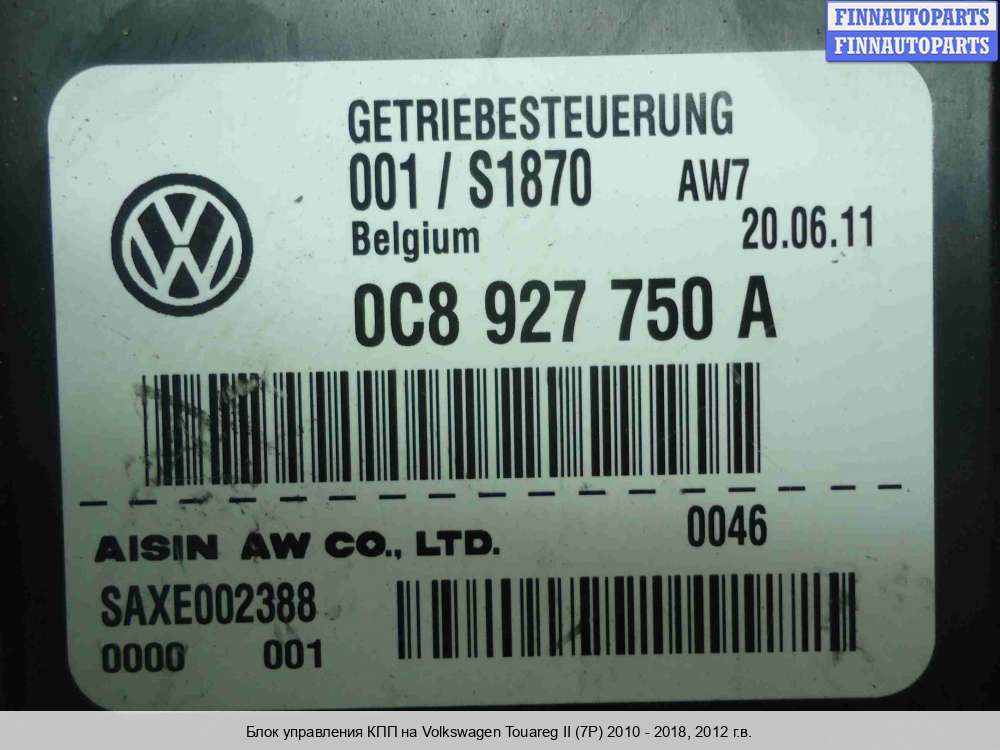 FINNAUTOPARTS
FINNAUTOPARTS
GETRIEBESTEUERUNG
001 / S1870 AW7
Belgium 20.06.11
0C8 927 750 A
AISIN AW CO., LTD. 0046
SAXE002388
0000 001
Блок управления КПП на Volkswagen Touareg II (7P) 2010 - 2018, 2012 г.в.